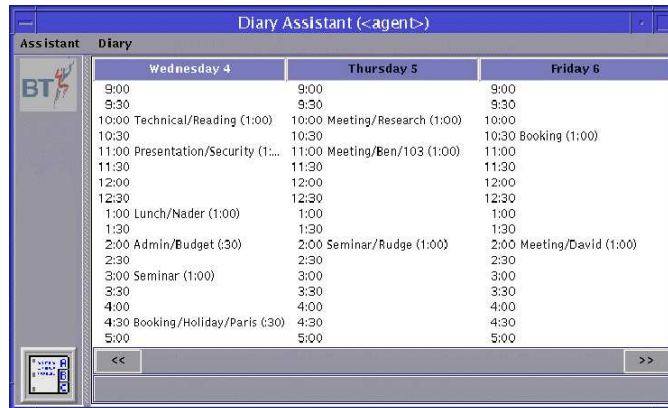 Diary Assistant (<agent>)
Assistant Diary
BT
Wednesday 4 Thursday 5 Friday 6
9:00 9:00 9:00
9:30 9:30 9:30
10:00 Technical/Reading (1:00) 10:00 Meeting/Research (1:00) 10:00
10:30 10:30 10:30 Booking (1:00)
11:00 Presentation/Security (1:... 11:00 Meeting/Ben/103 (1:00) 11:00
11:30 11:30 11:30
12:00 12:00 12:00
12:30 12:30 12:30
1:00 Lunch/Nader (1:00) 1:00 1:00
1:30 1:30 1:30
2:00 Admin/Budget (:30) 2:00 Seminar/Rudge (1:00) 2:00 Meeting/David (1:00)
2:30 2:30 2:30
3:00 Seminar (1:00) 3:00 3:00
3:30 3:30 3:30
4:00 4:00 4:00
4:30 Booking/Holiday/Paris (:30) 4:30 4:30
5:00 5:00 5:00
<< >>
A
B
C